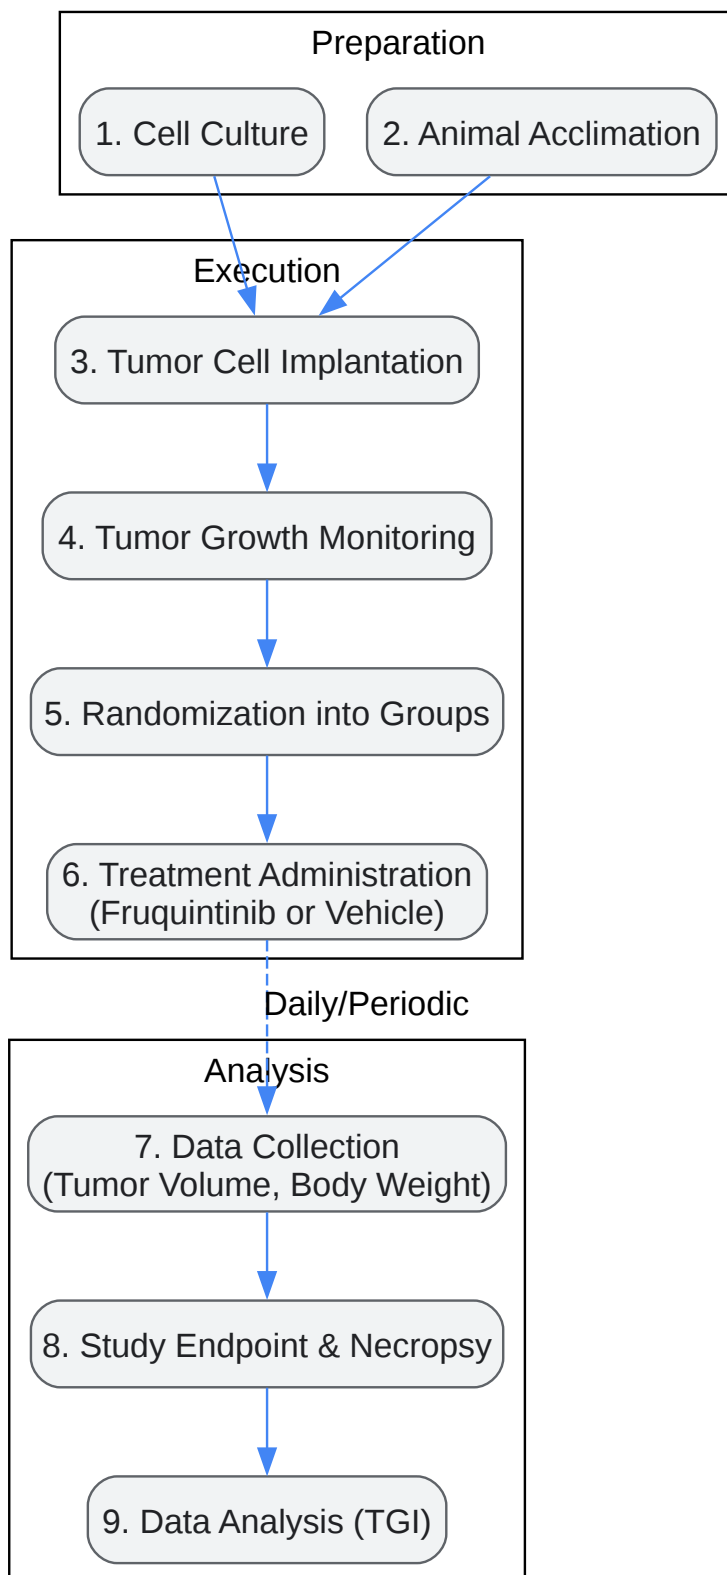 Preparation
1. Cell Culture
2. Animal Acclimation
Execution
3. Tumor Cell Implantation
4. Tumor Growth Monitoring
5. Randomization into Groups
6. Treatment Administration
(Fruquintinib or Vehicle)
Daily/Periodic
Analysis
7. Data Collection
(Tumor Volume, Body Weight)
8. Study Endpoint & Necropsy
9. Data Analysis (TGI)